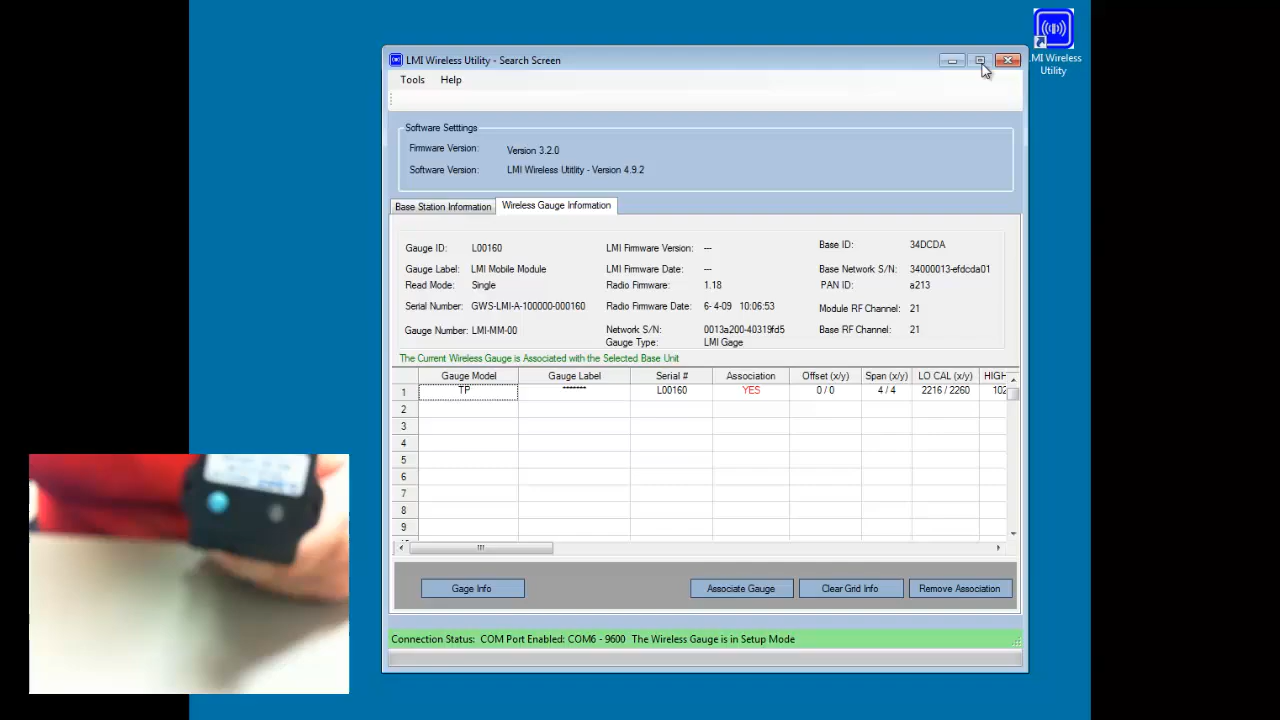 LMI Wireless Utility - Search Screen
LMI Wireless
Utility
Tools Help
Software Setttings
Firmware Version: Version 3.2.0
Software Version: LMI Wireless Utility - Version 4.9.2
Base Station Information Wireless Gauge Information
Gauge ID: L00160 LMI Firmware Version: --- Base ID: 34DCDA
Gauge Label: LMI Mobile Module LMI Firmware Date: --- Base Network S/N: 34000013-efdcda01
Read Mode: Single Radio Firmware: 1.18 PAN ID: a213
Serial Number: GWS-LMI-A-100000-000160 Radio Firmware Date: 6- 4-09 10:06:53 Module RF Channel: 21
Gauge Number: LMI-MM-00 Network S/N: 0013a200-40319fd5 Base RF Channel: 21
Gauge Type: LMI Gage
The Current Wireless Gauge is Associated with the Selected Base Unit
Gauge Model Gauge Label Serial # Association Offset (x/y) Span (x/y) LO CAL (x/y) HIGH
1 TP ******* L00160 YES 0 / 0 4 / 4 2216 / 2260 102
2
3
4
5
6
7
8
9
Gage Info Associate Gauge Clear Grid Info Remove Association
Connection Status: COM Port Enabled: COM6 - 9600 The Wireless Gauge is in Setup Mode